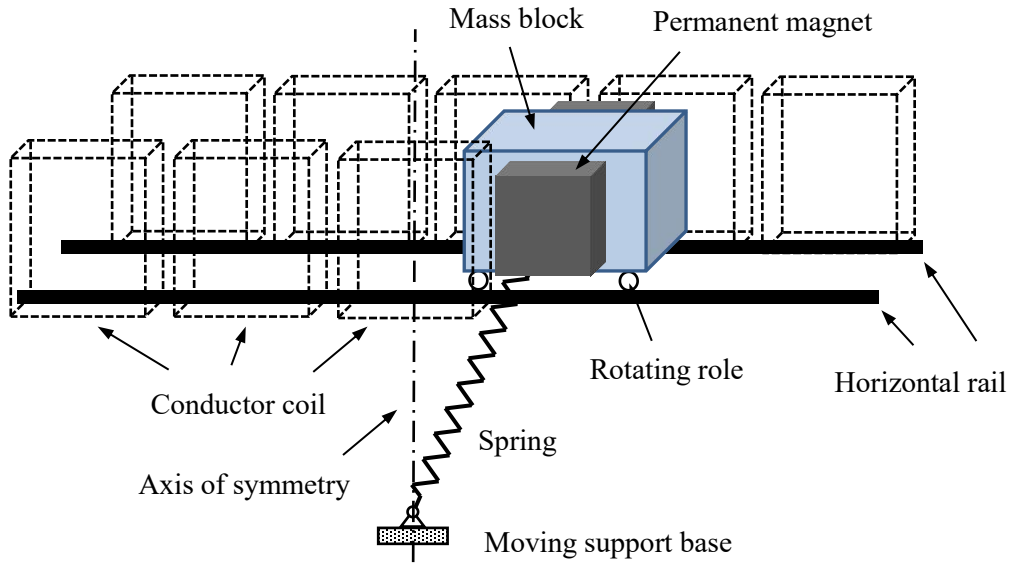 Mass block
Permanent magnet
Rotating role
Horizontal rail
Conductor coil
Spring
Axis of symmetry
Moving support base